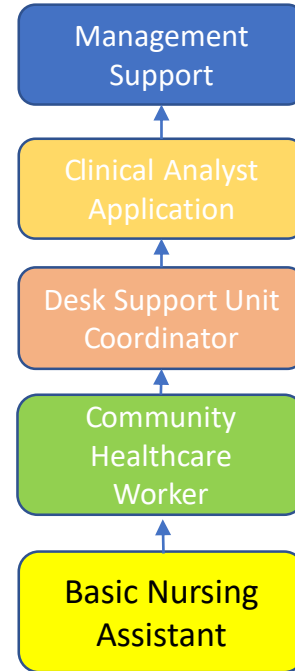 Management
Support
Clinical Analyst
Application
Desk Support Unit
Coordinator
Community
Healthcare
Worker
Basic Nursing
Assistant